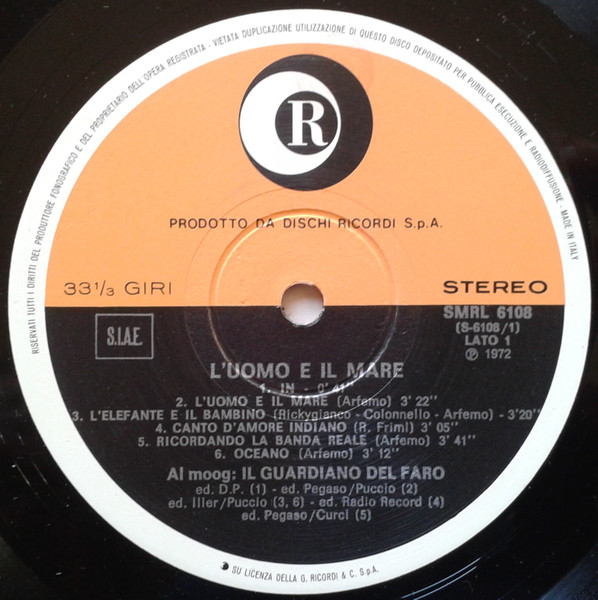 RISERVATI TUTTI I DIRITTI DEL PRODUTTORE FONOGRAFICO E DEL PROPRIETARIO DELL'OPERA REGISTRATA - VIETATA DUPLICAZIONE UTILIZZAZIONE DI QUESTO DISCO DEPOSITATO PER PUBBLICA ESECUZIONE E RADIODIFFUSIONE - MADE IN ITALY
R
PRODOTTO DA DISCHI RICORDI S.p.A.
33 1/3 GIRI
STEREO
SMRL 6108
(S-6108/1)
LATO 1
℗ 1972
S.I.A.E.
L'UOMO E IL MARE
1. IN - 0'41"
2. L'UOMO E IL MARE (Arfemo) 3' 22"
3. L'ELEFANTE E IL BAMBINO (Rickygianco - Colonnello - Arfemo) - 3'20"
4. CANTO D'AMORE INDIANO (R. Friml) 3' 05"
5. RICORDANDO LA BANDA REALE (Arfemo) 3' 41"
6. OCEANO (Arfemo) 3' 12"
Al moog: IL GUARDIANO DEL FARO
ed. D.P. (1) - ed. Pegaso/Puccio (2)
ed. Iller/Puccio (3, 6) - ed. Radio Record (4)
ed. Pegaso/Curci (5)
SU LICENZA DELLA G. RICORDI & C. S.p.A.